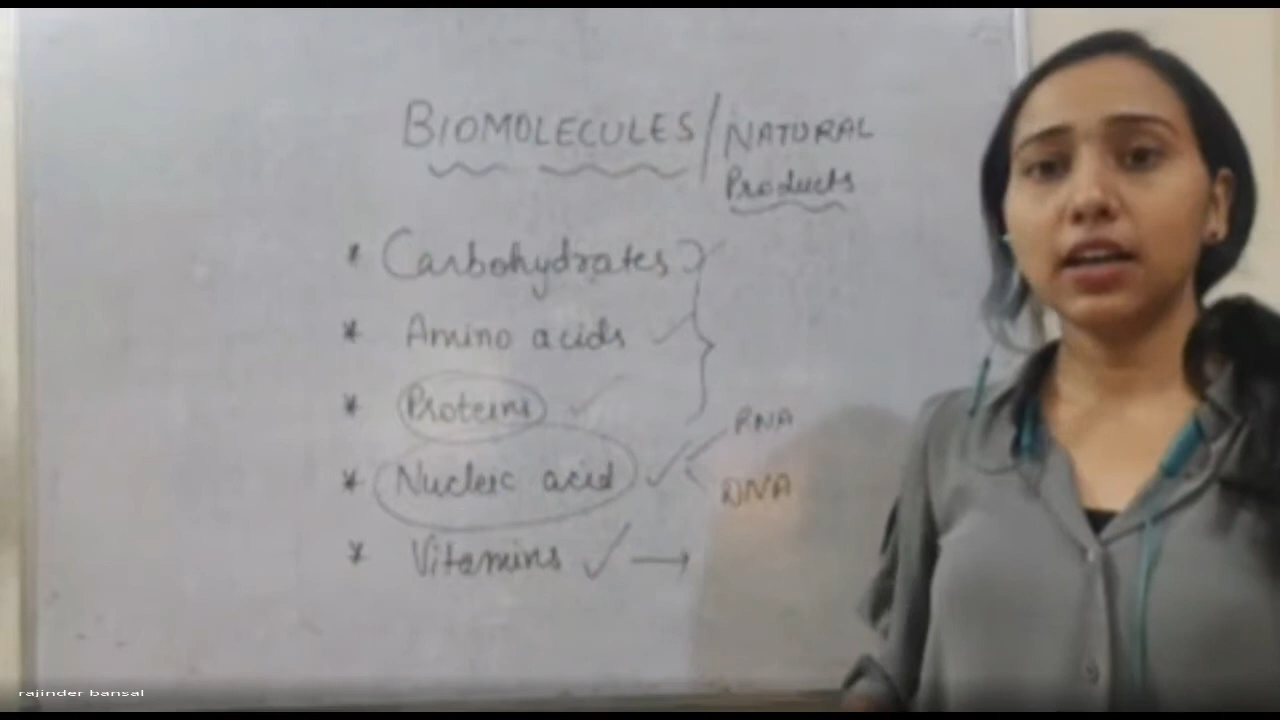 BIOMOLECULES / NATURAL
Products
* Carbohydrates
* Amino acids
* Proteins
RNA
* Nucleic acid
DNA
* Vitamins
rajinder bansal